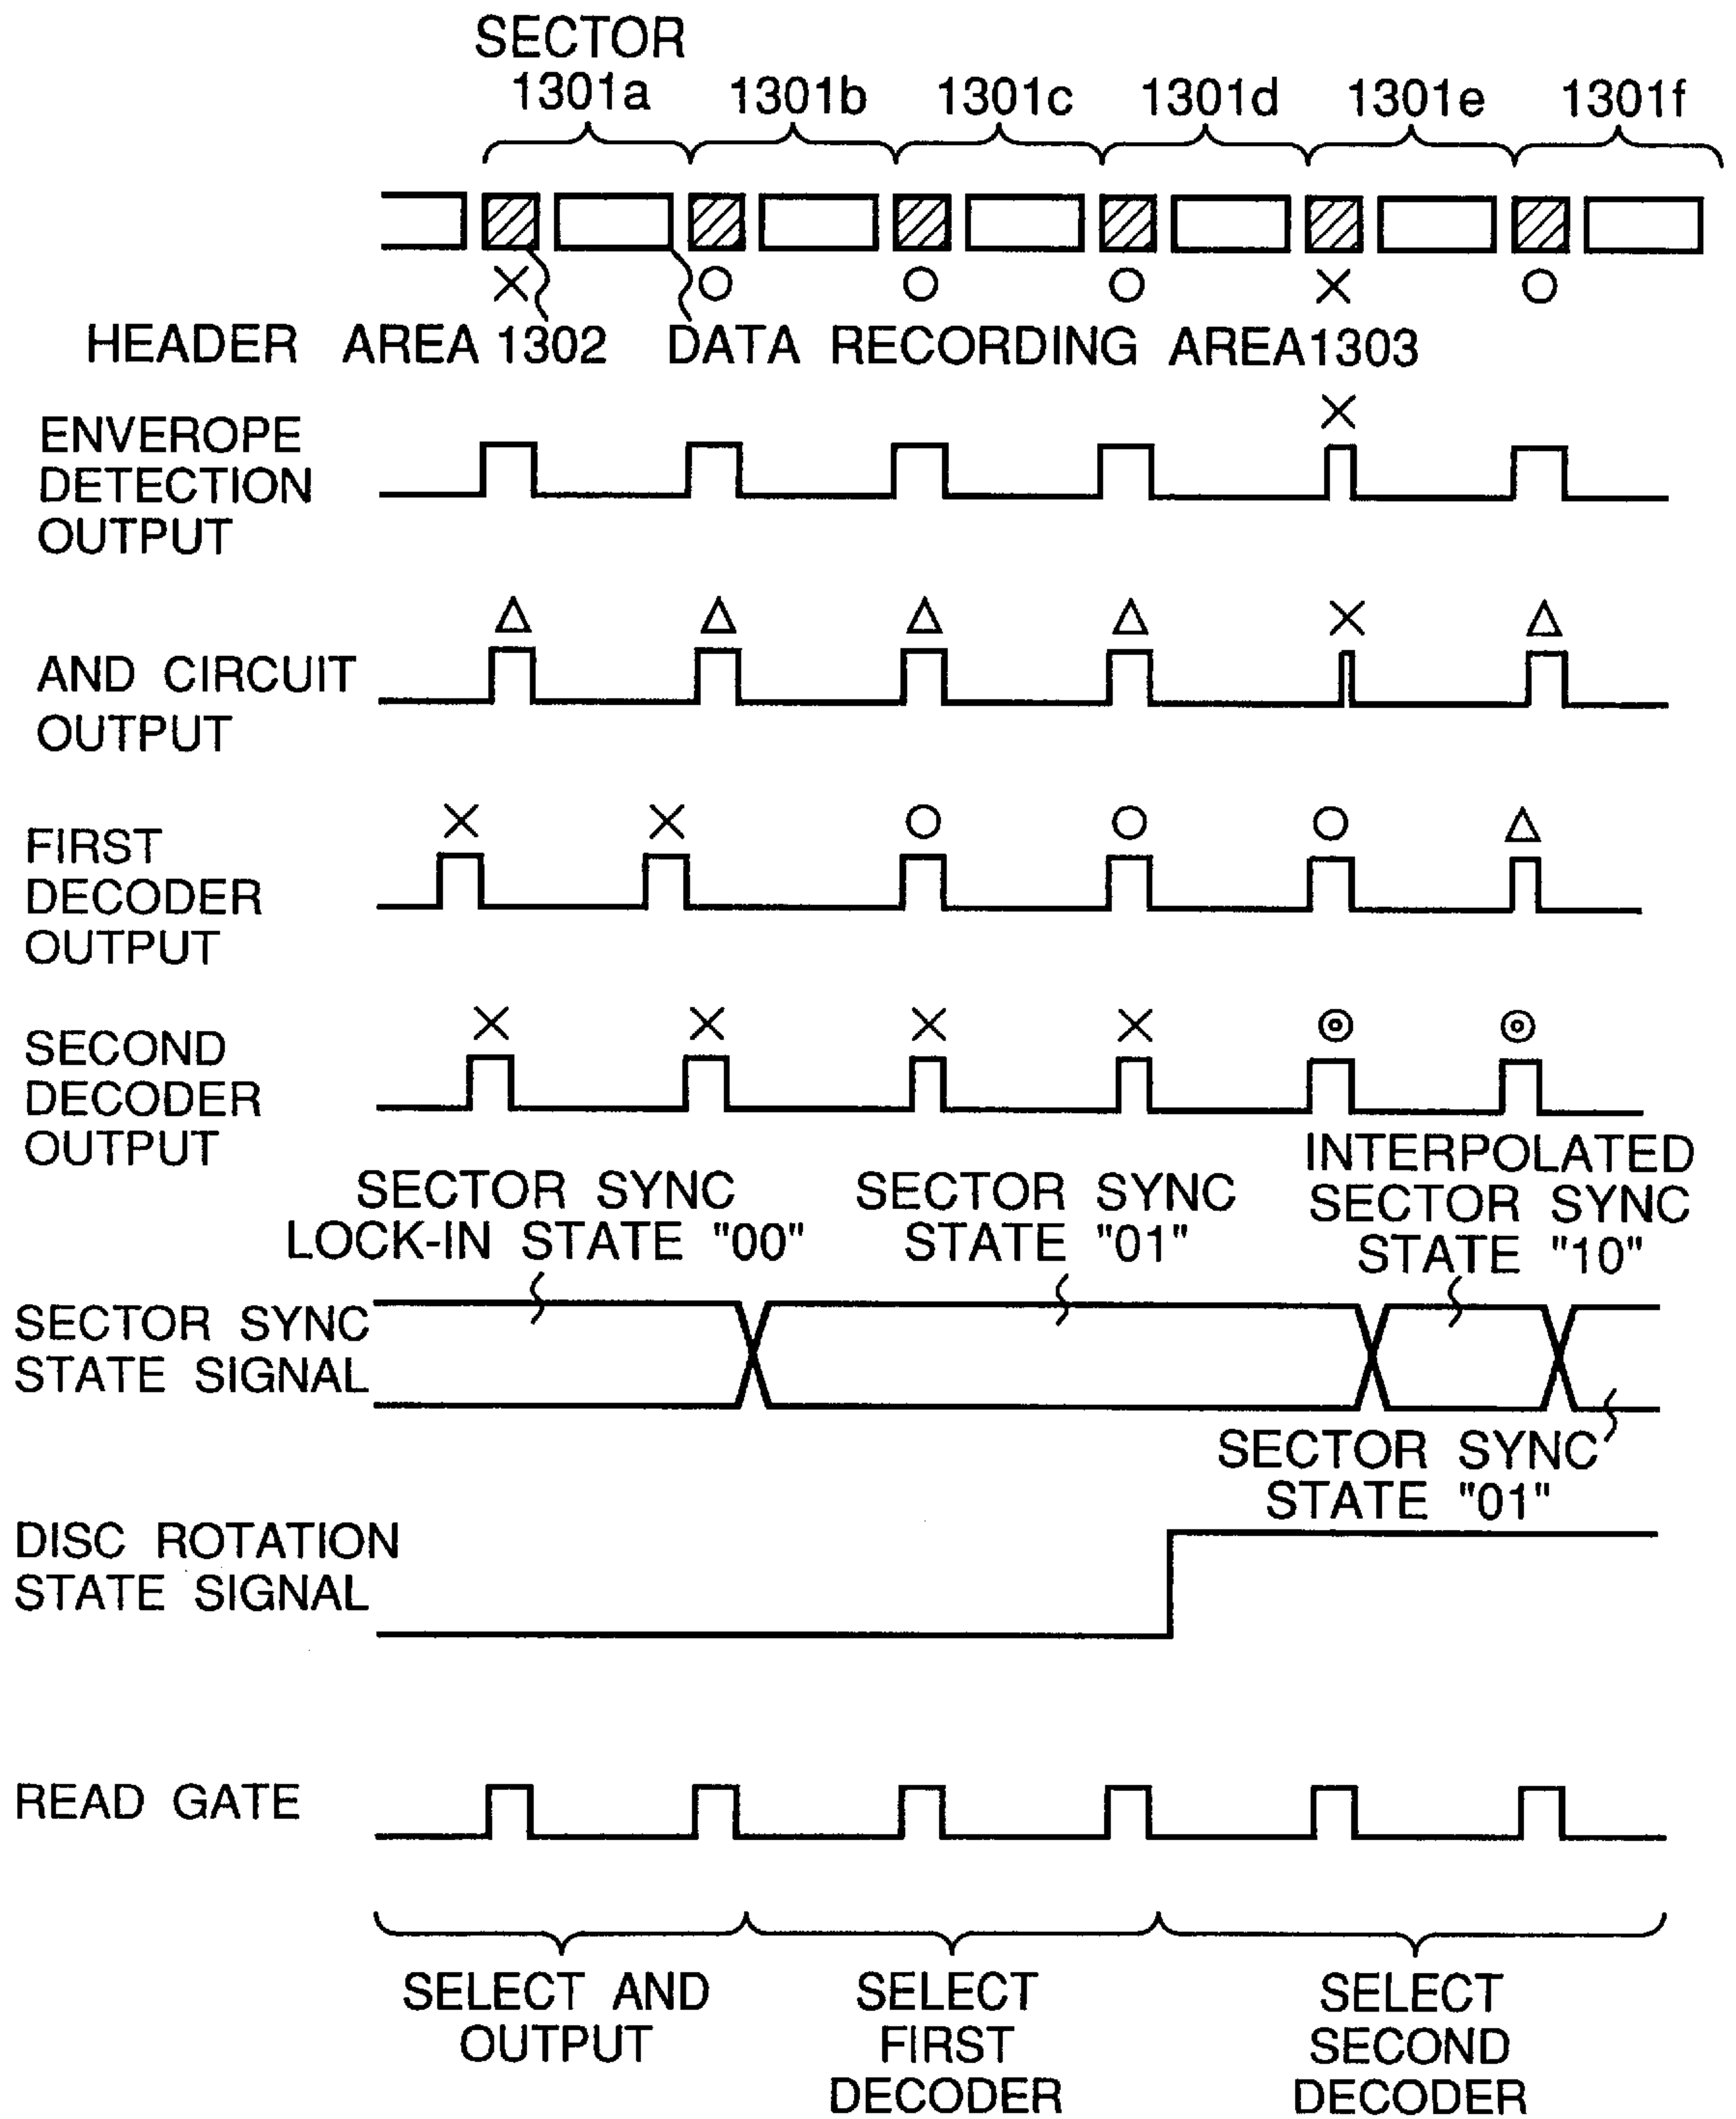 SECTOR
1301a 1301b 1301c 1301d 1301e 1301f
× ○ ○ ○ × ○
HEADER AREA 1302 DATA RECORDING AREA1303
×
ENVEROPE
DETECTION
OUTPUT
△ △ △ △ × △
AND CIRCUIT
OUTPUT
× × ○ ○ ○ △
FIRST
DECODER
OUTPUT
× × × × ◎ ◎
SECOND
DECODER
OUTPUT
SECTOR SYNC
LOCK-IN STATE "00"
SECTOR SYNC
STATE "01"
INTERPOLATED
SECTOR SYNC
STATE "10"
SECTOR SYNC
STATE SIGNAL
SECTOR SYNC
STATE "01"
DISC ROTATION
STATE SIGNAL
READ GATE
SELECT AND
OUTPUT
SELECT
FIRST
DECODER
SELECT
SECOND
DECODER